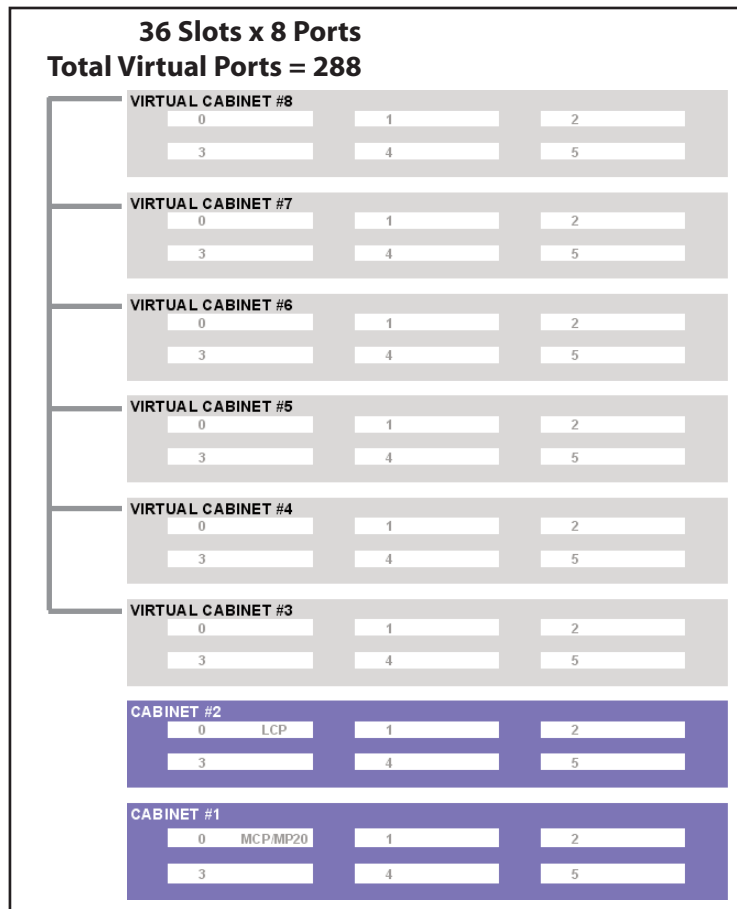 36 Slots x 8 Ports
Total Virtual Ports = 288
VIRTUAL CABINET #8
0 1 2
3 4 5
VIRTUAL CABINET #7
0 1 2
3 4 5
VIRTUAL CABINET #6
0 1 2
3 4 5
VIRTUAL CABINET #5
0 1 2
3 4 5
VIRTUAL CABINET #4
0 1 2
3 4 5
VIRTUAL CABINET #3
0 1 2
3 4 5
CABINET #2
0 LCP 1 2
3 4 5
CABINET #1
0 MCP/MP20 1 2
3 4 5